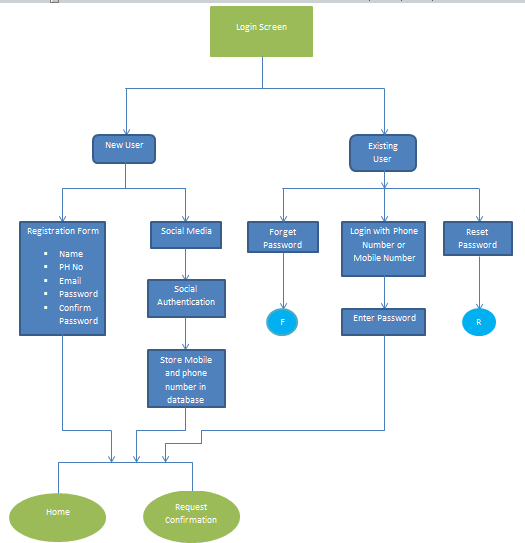 Login Screen
New User
Existing
User
Registration Form
▪ Name
▪ PH No
▪ Email
▪ Password
▪ Confirm
Password
Social Media
Forget
Password
Login with Phone
Number or
Mobile Number
Reset
Password
Social
Authentication
Enter Password
F
R
Store Mobile
and phone
number in
database
Home
Request
Confirmation